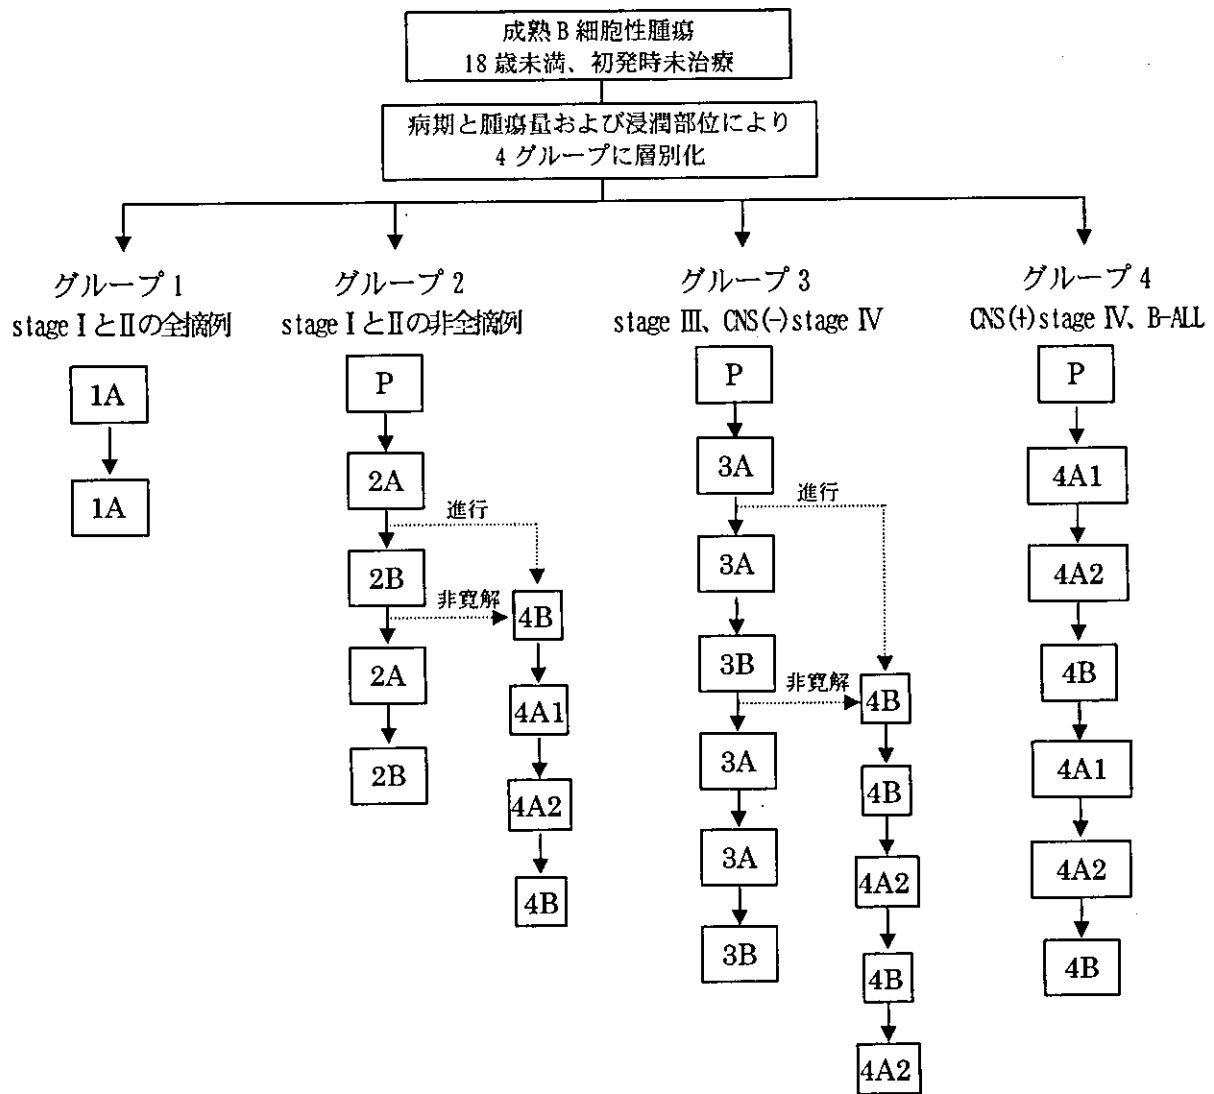 成熟B細胞性腫瘍
18歳未満、初発時未治療
病期と腫瘍量および浸潤部位により
4グループに層別化
グループ1
stage IとIIの全摘例
1A
1A
グループ2
stage IとIIの非全摘例
P
2A
進行
2B
非寛解
4B
2A
4A1
2B
4A2
4B
グループ3
stage III、CNS(-)stage IV
P
3A
進行
3A
3B
非寛解
4B
3A
4B
3A
4A2
3B
4B
4A2
グループ4
CNS(+)stage IV、B-ALL
P
4A1
4A2
4B
4A1
4A2
4B